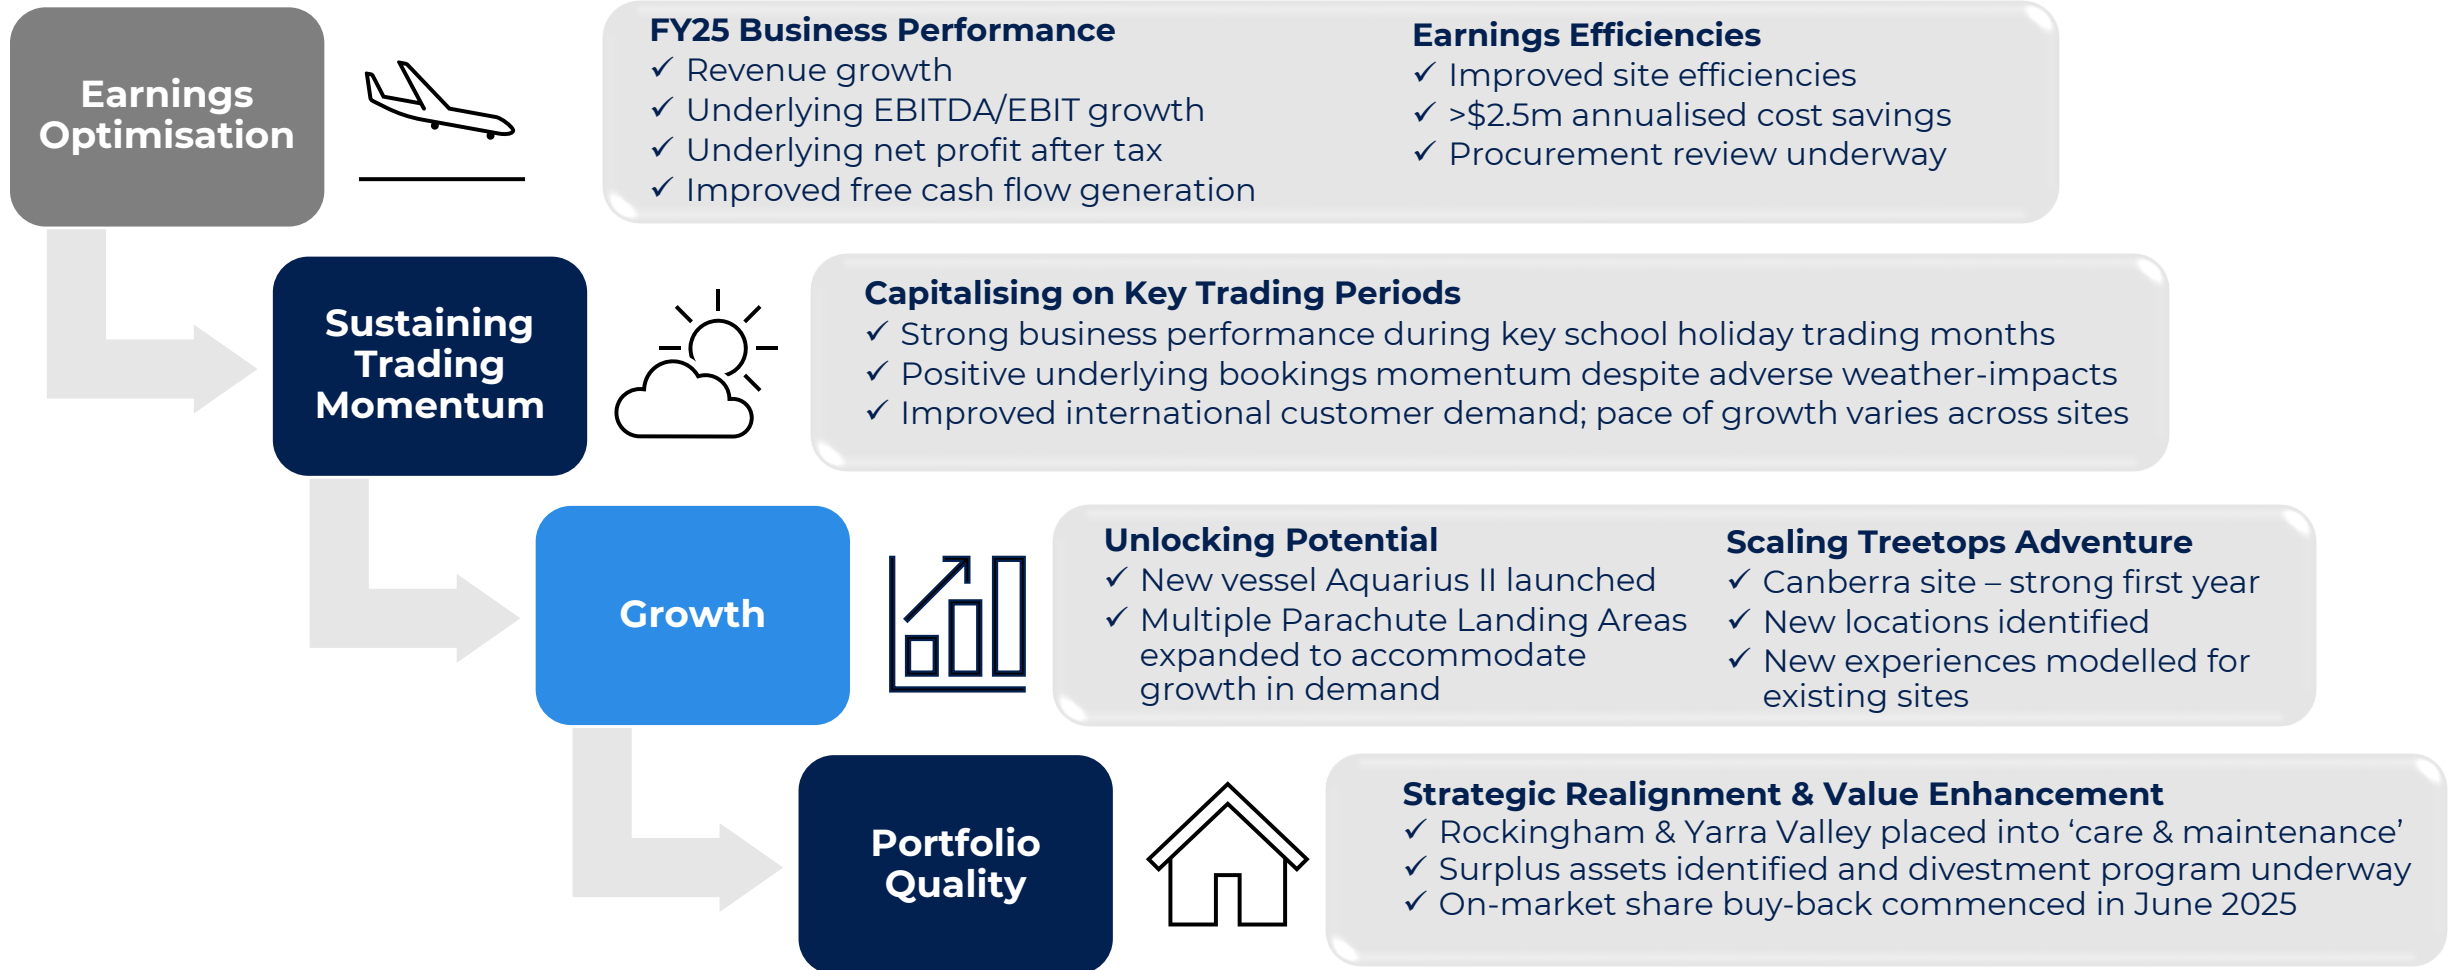 Earnings
Optimisation
FY25 Business Performance
✓ Revenue growth
✓ Underlying EBITDA/EBIT growth
✓ Underlying net profit after tax
✓ Improved free cash flow generation
Earnings Efficiencies
✓ Improved site efficiencies
✓ >$2.5m annualised cost savings
✓ Procurement review underway
Sustaining
Trading
Momentum
Capitalising on Key Trading Periods
✓ Strong business performance during key school holiday trading months
✓ Positive underlying bookings momentum despite adverse weather-impacts
✓ Improved international customer demand; pace of growth varies across sites
Growth
Unlocking Potential
✓ New vessel Aquarius II launched
✓ Multiple Parachute Landing Areas
expanded to accommodate
growth in demand
Scaling Treetops Adventure
✓ Canberra site – strong first year
✓ New locations identified
✓ New experiences modelled for
existing sites
Portfolio
Quality
Strategic Realignment & Value Enhancement
✓ Rockingham & Yarra Valley placed into ‘care & maintenance’
✓ Surplus assets identified and divestment program underway
✓ On-market share buy-back commenced in June 2025